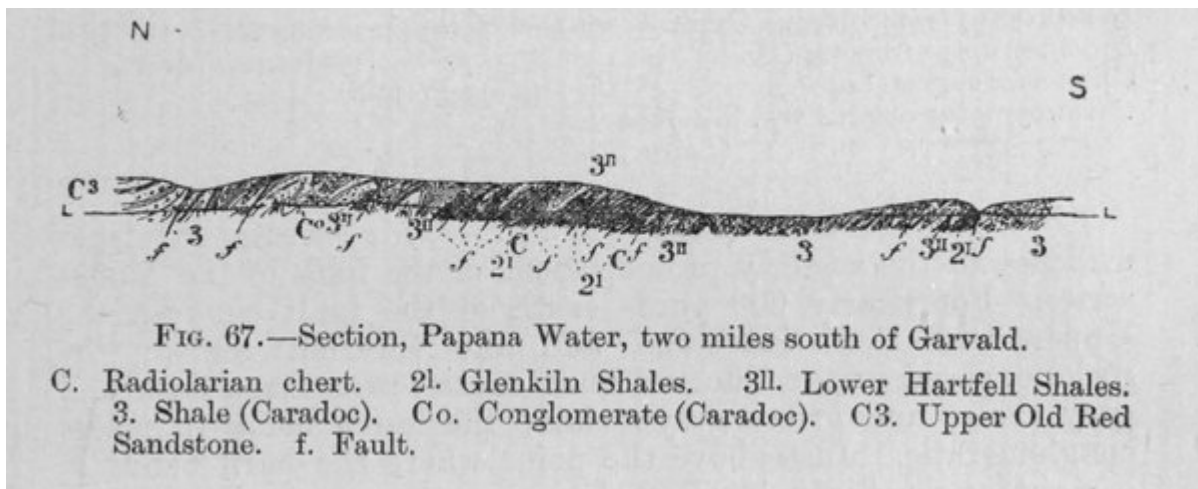 N
S
3II
C3
L
L
f 3 f Co 3II f 3II f 2I C f 2I f C f 3II 3 f 3II 2I f 3
FIG. 67.—Section, Papana Water, two miles south of Garvald.
C. Radiolarian chert. 2I. Glenkiln Shales. 3II. Lower Hartfell Shales.
3. Shale (Caradoc). Co. Conglomerate (Caradoc). C3. Upper Old Red
Sandstone. f. Fault.